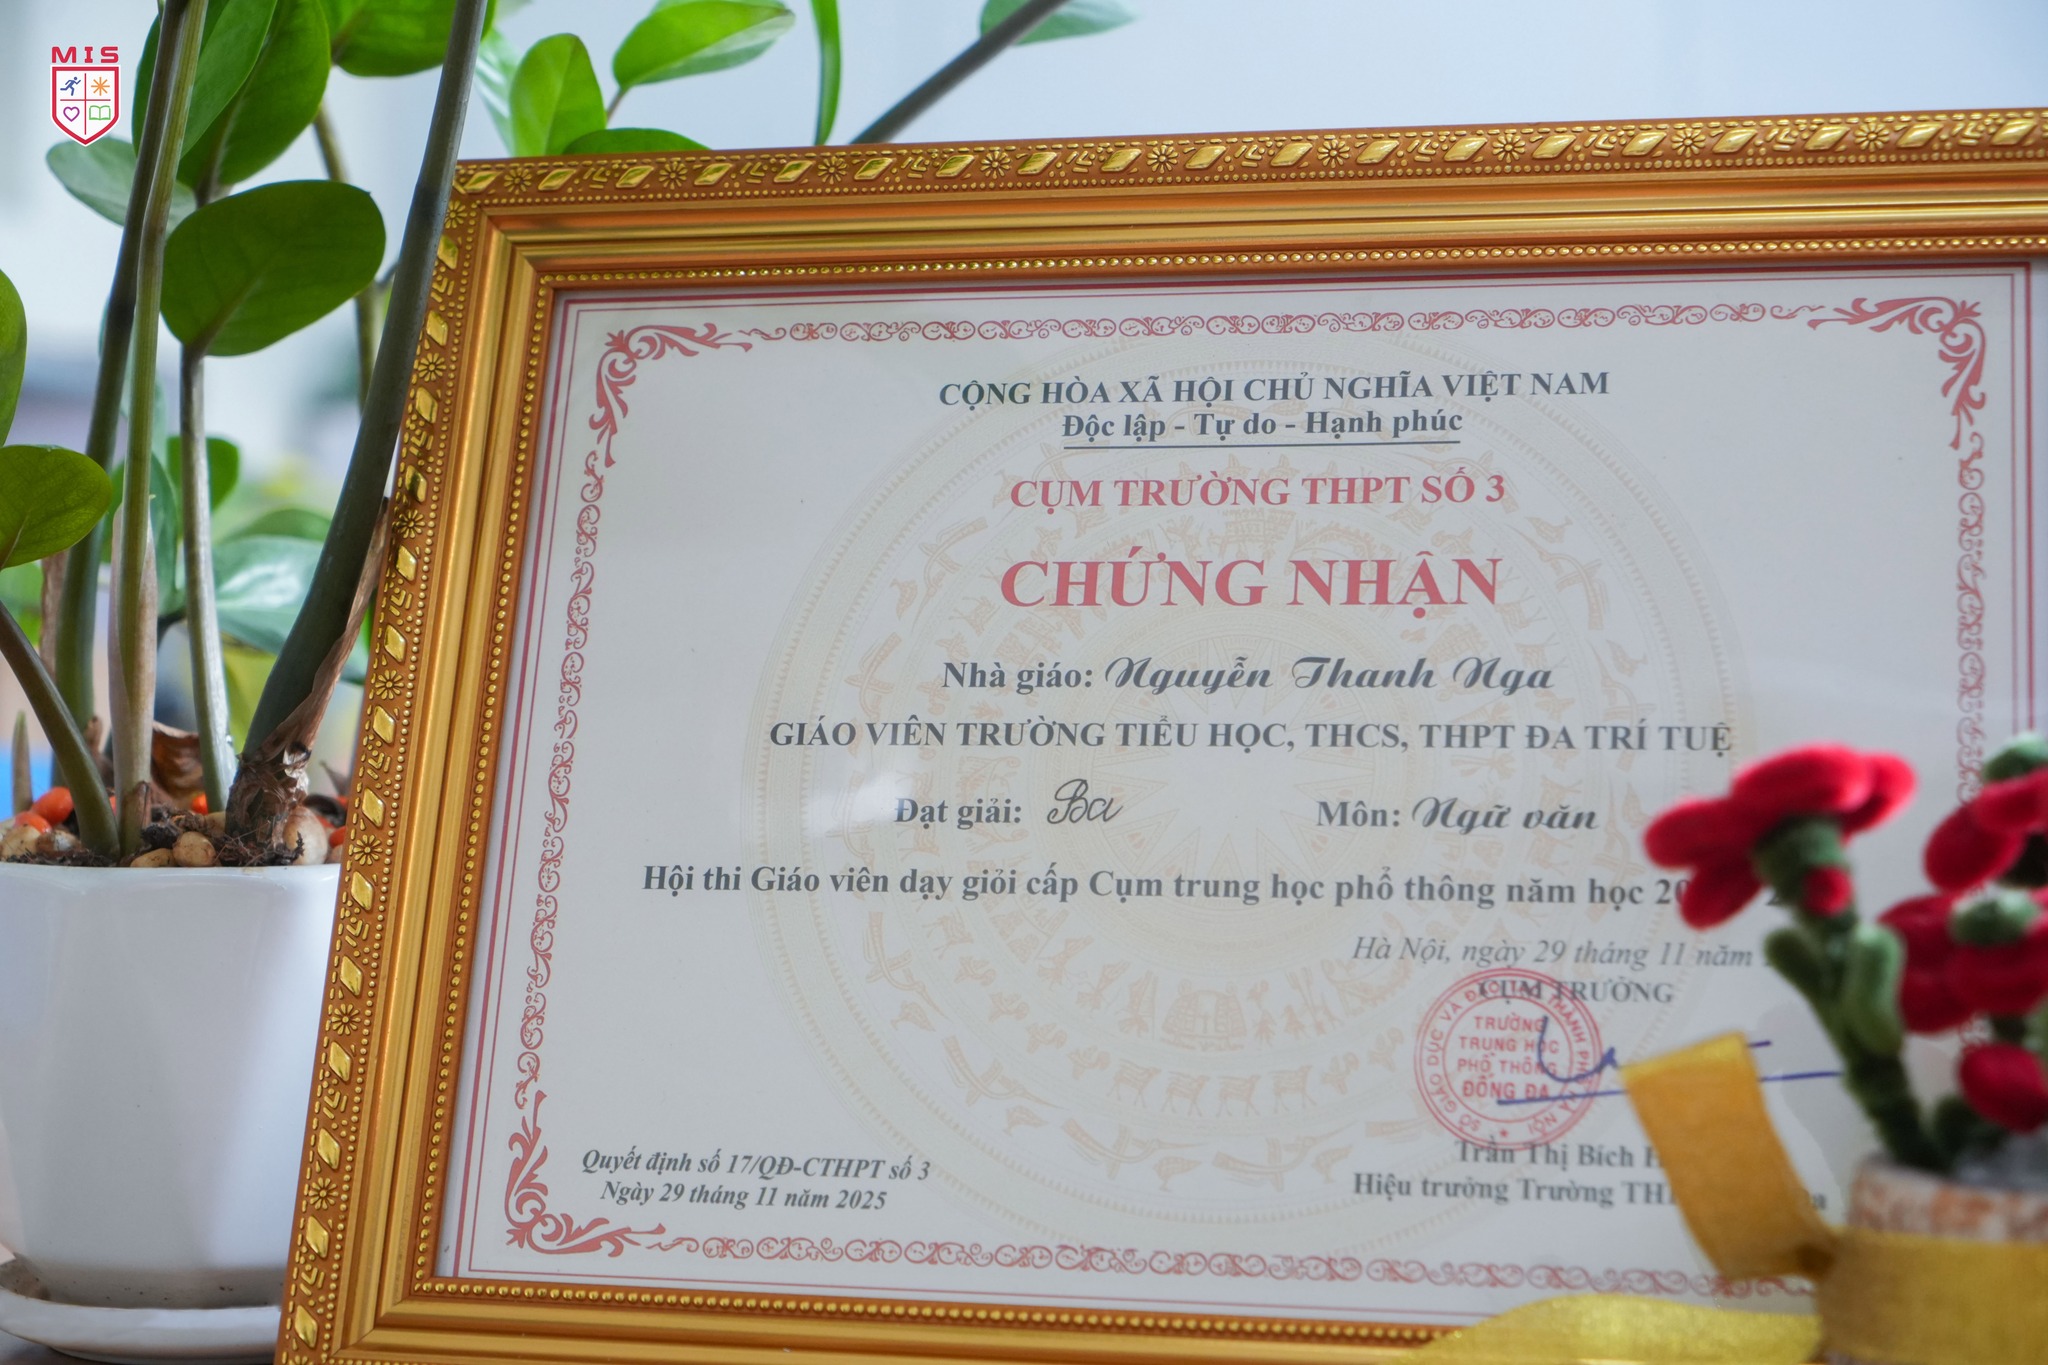 MIS
CỘNG HÒA XÃ HỘI CHỦ NGHĨA VIỆT NAM
Độc lập - Tự do - Hạnh phúc
CỤM TRƯỜNG THPT SỐ 3
CHỨNG NHẬN
Nhà giáo: Nguyễn Thanh Nga
GIÁO VIÊN TRƯỜNG TIỂU HỌC, THCS, THPT ĐA TRÍ TUỆ
Đạt giải: Ba Môn: Ngữ văn
Hội thi Giáo viên dạy giỏi cấp Cụm trung học phổ thông năm học
Hà Nội, ngày 29 tháng 11 năm
CỤM TRƯỞNG
TRƯỜNG
TRUNG HỌC
PHỔ THÔNG
ĐỐNG ĐA
Trần Thị Bích
Hiệu trưởng Trường
Quyết định số 17/QĐ-CTHPT số 3
Ngày 29 tháng 11 năm 2025